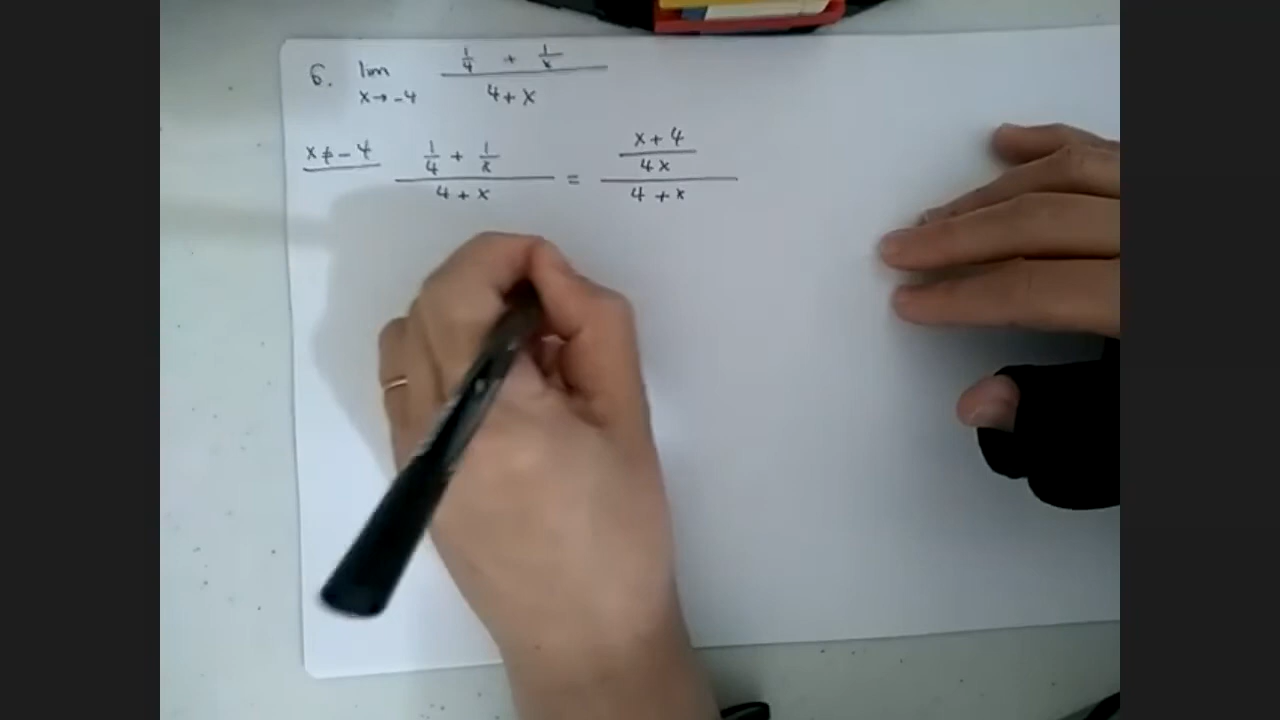 6. lim x→-4 (1/4 + 1/x)/(4+x)
x≠-4 (1/4 + 1/x)/(4+x) = ((x+4)/(4x))/(4+x)